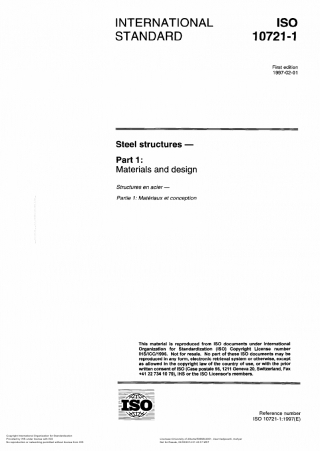 INTERNATIONAL
STANDARD
ISO
10721-1
First edition
1997-02-01
Steel structures —
Part 1:
Materials and design
Structures en acier —
Partie 1: Matériaux et conception
This material is reproduced from ISO documents under International
Organization for Standardization (ISO) Copyright License number
IHS/ICC/1996. Not for resale. No part of these ISO documents may be
reproduced in any form, electronic retrieval system or otherwise, except
as allowed in the copyright law of the country of use, or with the prior
written consent of ISO (Case postale 56, 1211 Geneva 20, Switzerland, Fax
+41 22 734 10 79), IHS or the ISO Licensor's members.
ISO
Reference number
ISO 10721-1:1997(E)